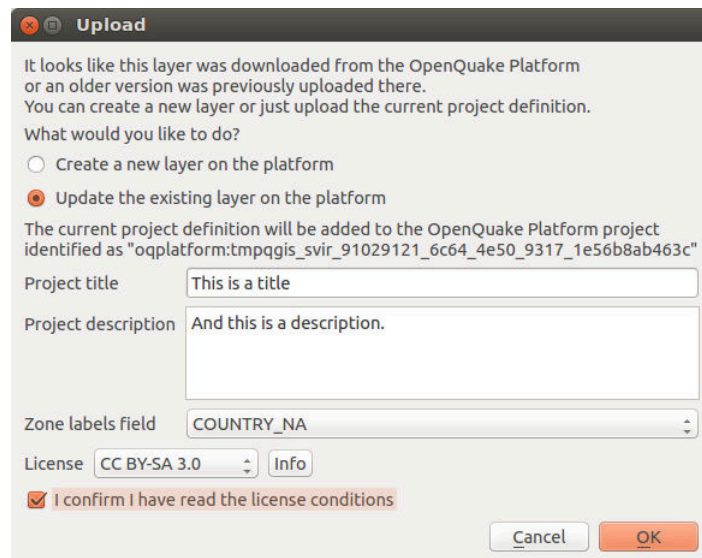 Upload
It looks like this layer was downloaded from the OpenQuake Platform
or an older version was previously uploaded there.
You can create a new layer or just upload the current project definition.
What would you like to do?
Create a new layer on the platform
Update the existing layer on the platform
The current project definition will be added to the OpenQuake Platform project
identified as "oqplatform:tmpqgis_svir_91029121_6c64_4e50_9317_1e56b8ab463c"
Project title This is a title
Project description And this is a description.
Zone labels field COUNTRY_NA
License CC BY-SA 3.0 Info
I confirm I have read the license conditions
Cancel OK